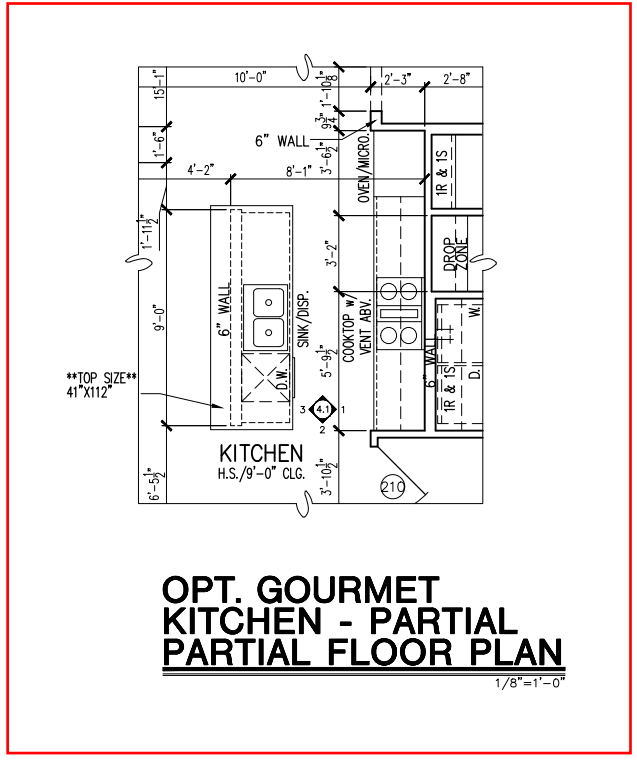 10'-0"
2'-3"
2'-8"
15'-1"
1'-10 1/8"
9 3/4"
6" WALL
1'-6"
3'-6 1/2"
OVEN/MICRO.
1R & 1S
4'-2"
8'-1"
1'-11 1/2"
3'-2"
DROP
ZONE
9'-0"
6" WALL
SINK/DISP.
COOKTOP w/
VENT ABV.
W.
6" WALL
**TOP SIZE**
41"X112"
D.W.
5'-9 1/2"
1R & 1S
D.
3
4.1
1
2
KITCHEN
H.S./9'-0" CLG.
6'-5 1/2"
3'-10 1/2"
210
OPT. GOURMET
KITCHEN - PARTIAL
PARTIAL FLOOR PLAN
1/8"=1'-0"